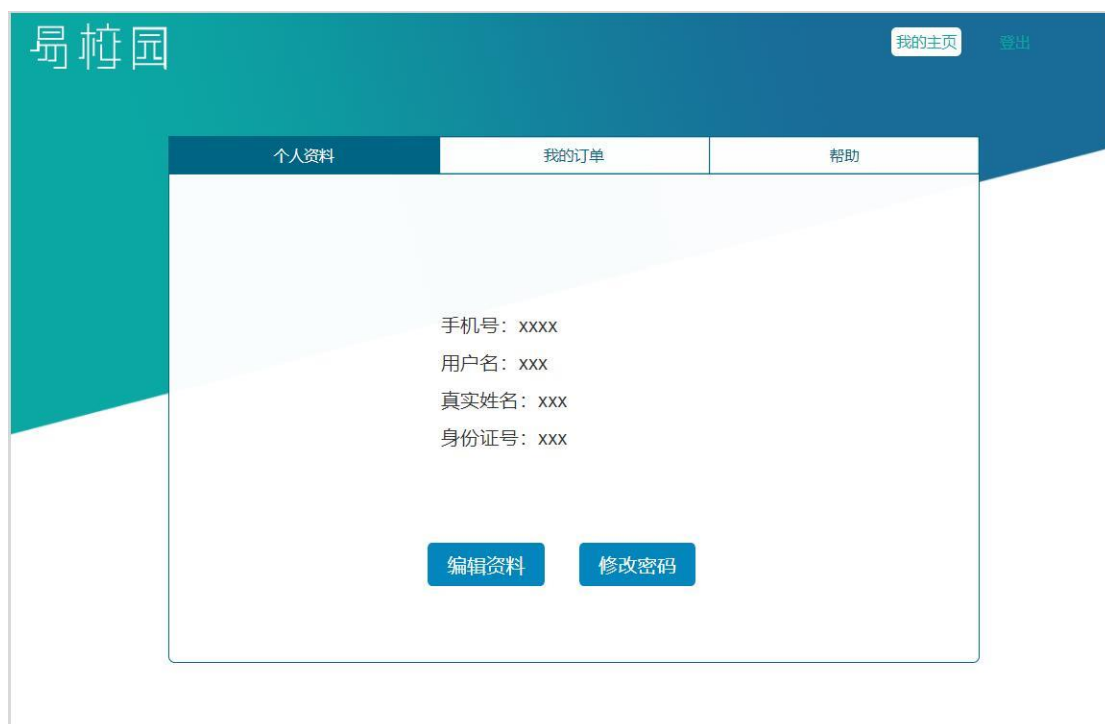 易校园
我的主页 登出
个人资料 我的订单 帮助
手机号：xxxx
用户名：xxx
真实姓名：xxx
身份证号：xxx
编辑资料 修改密码